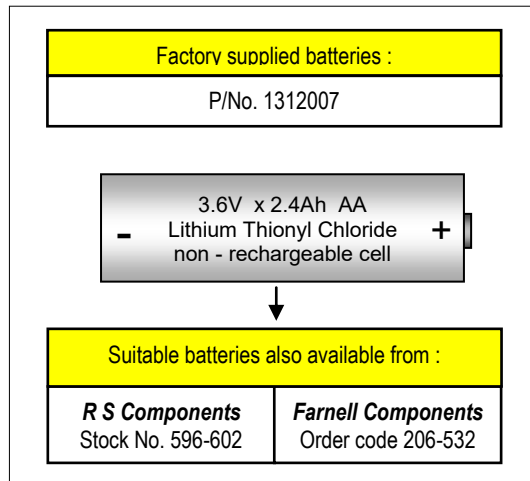 Factory supplied batteries :
P/No. 1312007
3.6V x 2.4Ah AA
- Lithium Thionyl Chloride +
non - rechargeable cell
Suitable batteries also available from :
R S Components Farnell Components
Stock No. 596-602 Order code 206-532